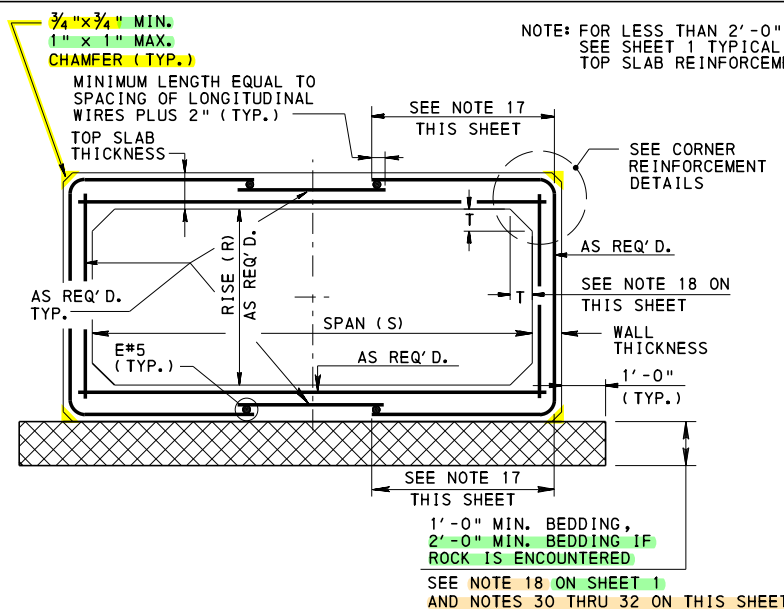 ¾"x¾" MIN.
1" x 1" MAX.
CHAMFER (TYP.)
NOTE: FOR LESS THAN 2'-0"
SEE SHEET 1 TYPICAL
TOP SLAB REINFORCEME
MINIMUM LENGTH EQUAL TO
SPACING OF LONGITUDINAL
WIRES PLUS 2" (TYP.)
SEE NOTE 17
THIS SHEET
TOP SLAB
THICKNESS
SEE CORNER
REINFORCEMENT
DETAILS
T
RISE (R)
AS REQ'D.
AS REQ'D.
AS REQ'D.
TYP.
T
SEE NOTE 18 ON
THIS SHEET
SPAN (S)
WALL
THICKNESS
E#5
(TYP.)
AS REQ'D.
1'-0"
(TYP.)
SEE NOTE 17
THIS SHEET
1'-0" MIN. BEDDING,
2'-0" MIN. BEDDING IF
ROCK IS ENCOUNTERED
SEE NOTE 18 ON SHEET 1
AND NOTES 30 THRU 32 ON THIS SHEET